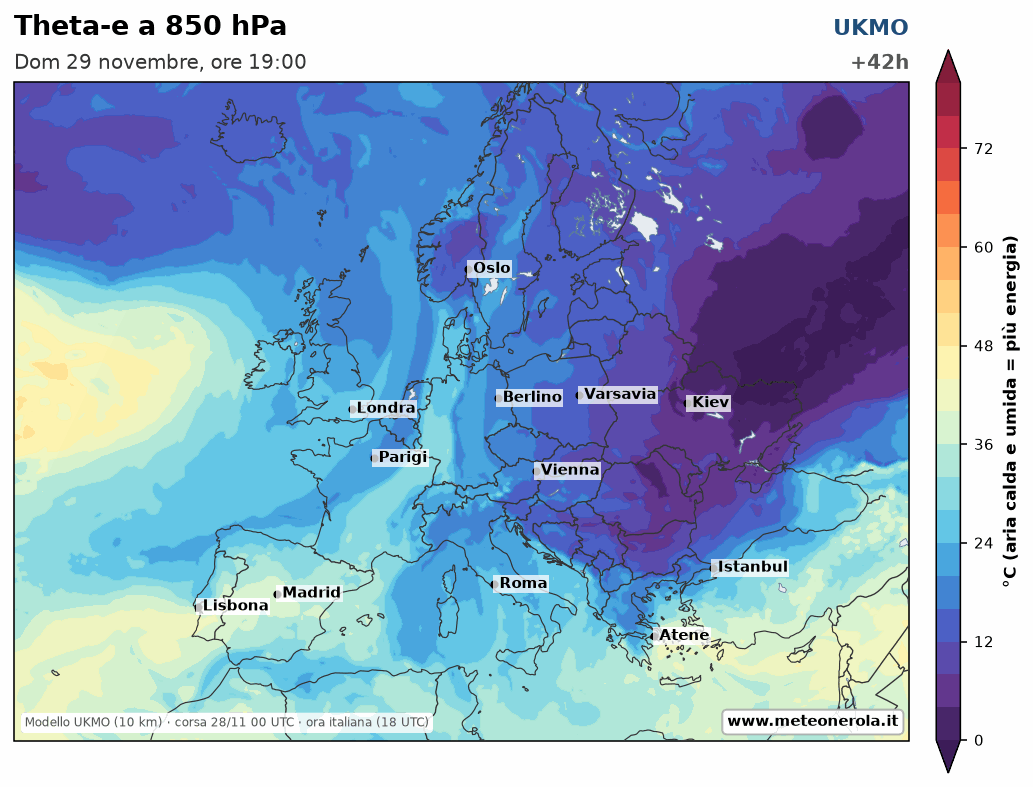 Theta-e a 850 hPa
UKMO
Dom 29 novembre, ore 19:00
+42h
72
60
48
36
24
12
0
°C (aria calda e umida = più energia)
Oslo
Londra
Berlino
Varsavia
Kiev
Parigi
Vienna
Istanbul
Roma
Madrid
Lisbona
Atene
Modello UKMO (10 km) · corsa 28/11 00 UTC · ora italiana (18 UTC)
www.meteonerola.it